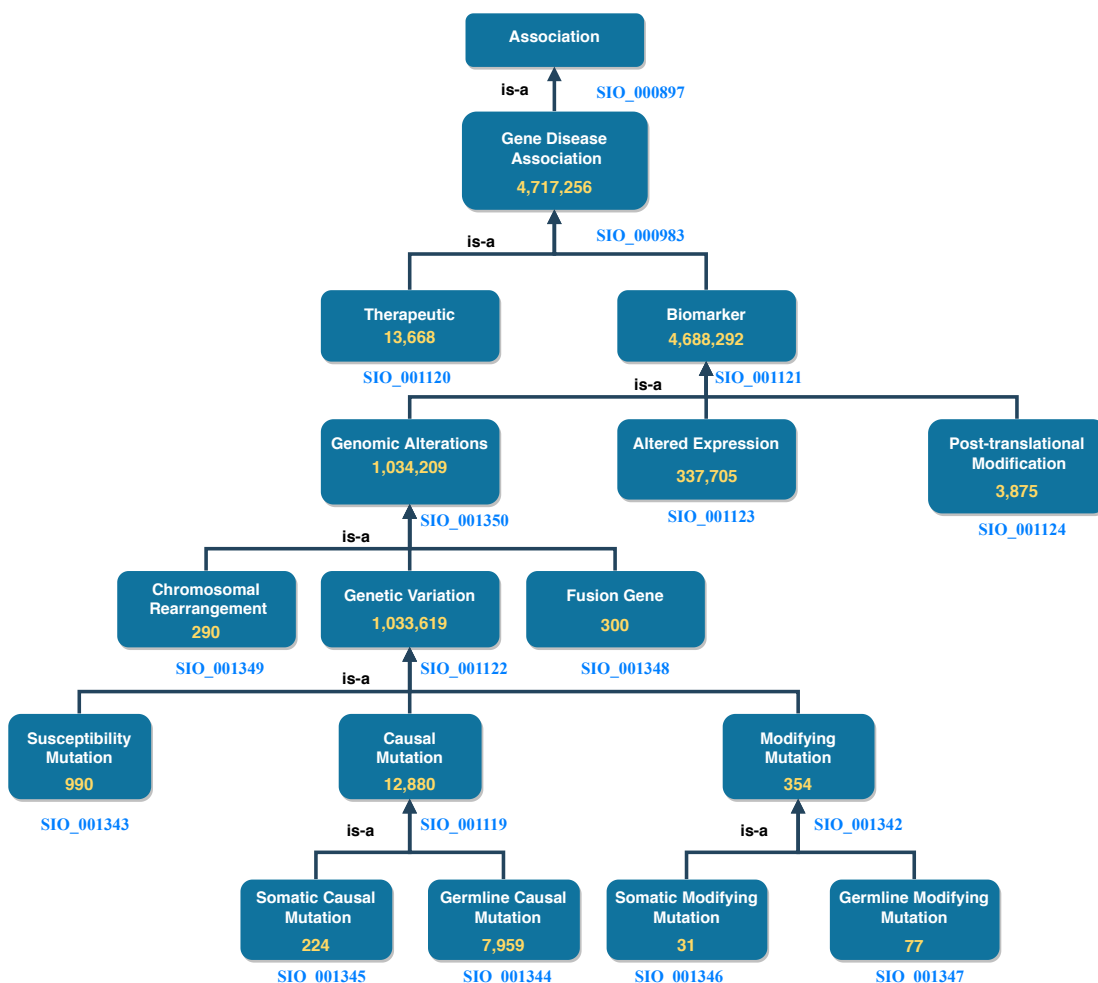 Association
is-a
SIO_000897
Gene Disease
Association
4,717,256
is-a
SIO_000983
Therapeutic
13,668
SIO_001120
Biomarker
4,688,292
SIO_001121
is-a
Genomic Alterations
1,034,209
SIO_001350
Altered Expression
337,705
SIO_001123
Post-translational
Modification
3,875
SIO_001124
is-a
Chromosomal
Rearrangement
290
SIO_001349
Genetic Variation
1,033,619
SIO_001122
Fusion Gene
300
SIO_001348
is-a
Susceptibility
Mutation
990
SIO_001343
Causal
Mutation
12,880
SIO_001119
Modifying
Mutation
354
SIO_001342
is-a
is-a
Somatic Causal
Mutation
224
SIO_001345
Germline Causal
Mutation
7,959
SIO_001344
Somatic Modifying
Mutation
31
SIO_001346
Germline Modifying
Mutation
77
SIO_001347